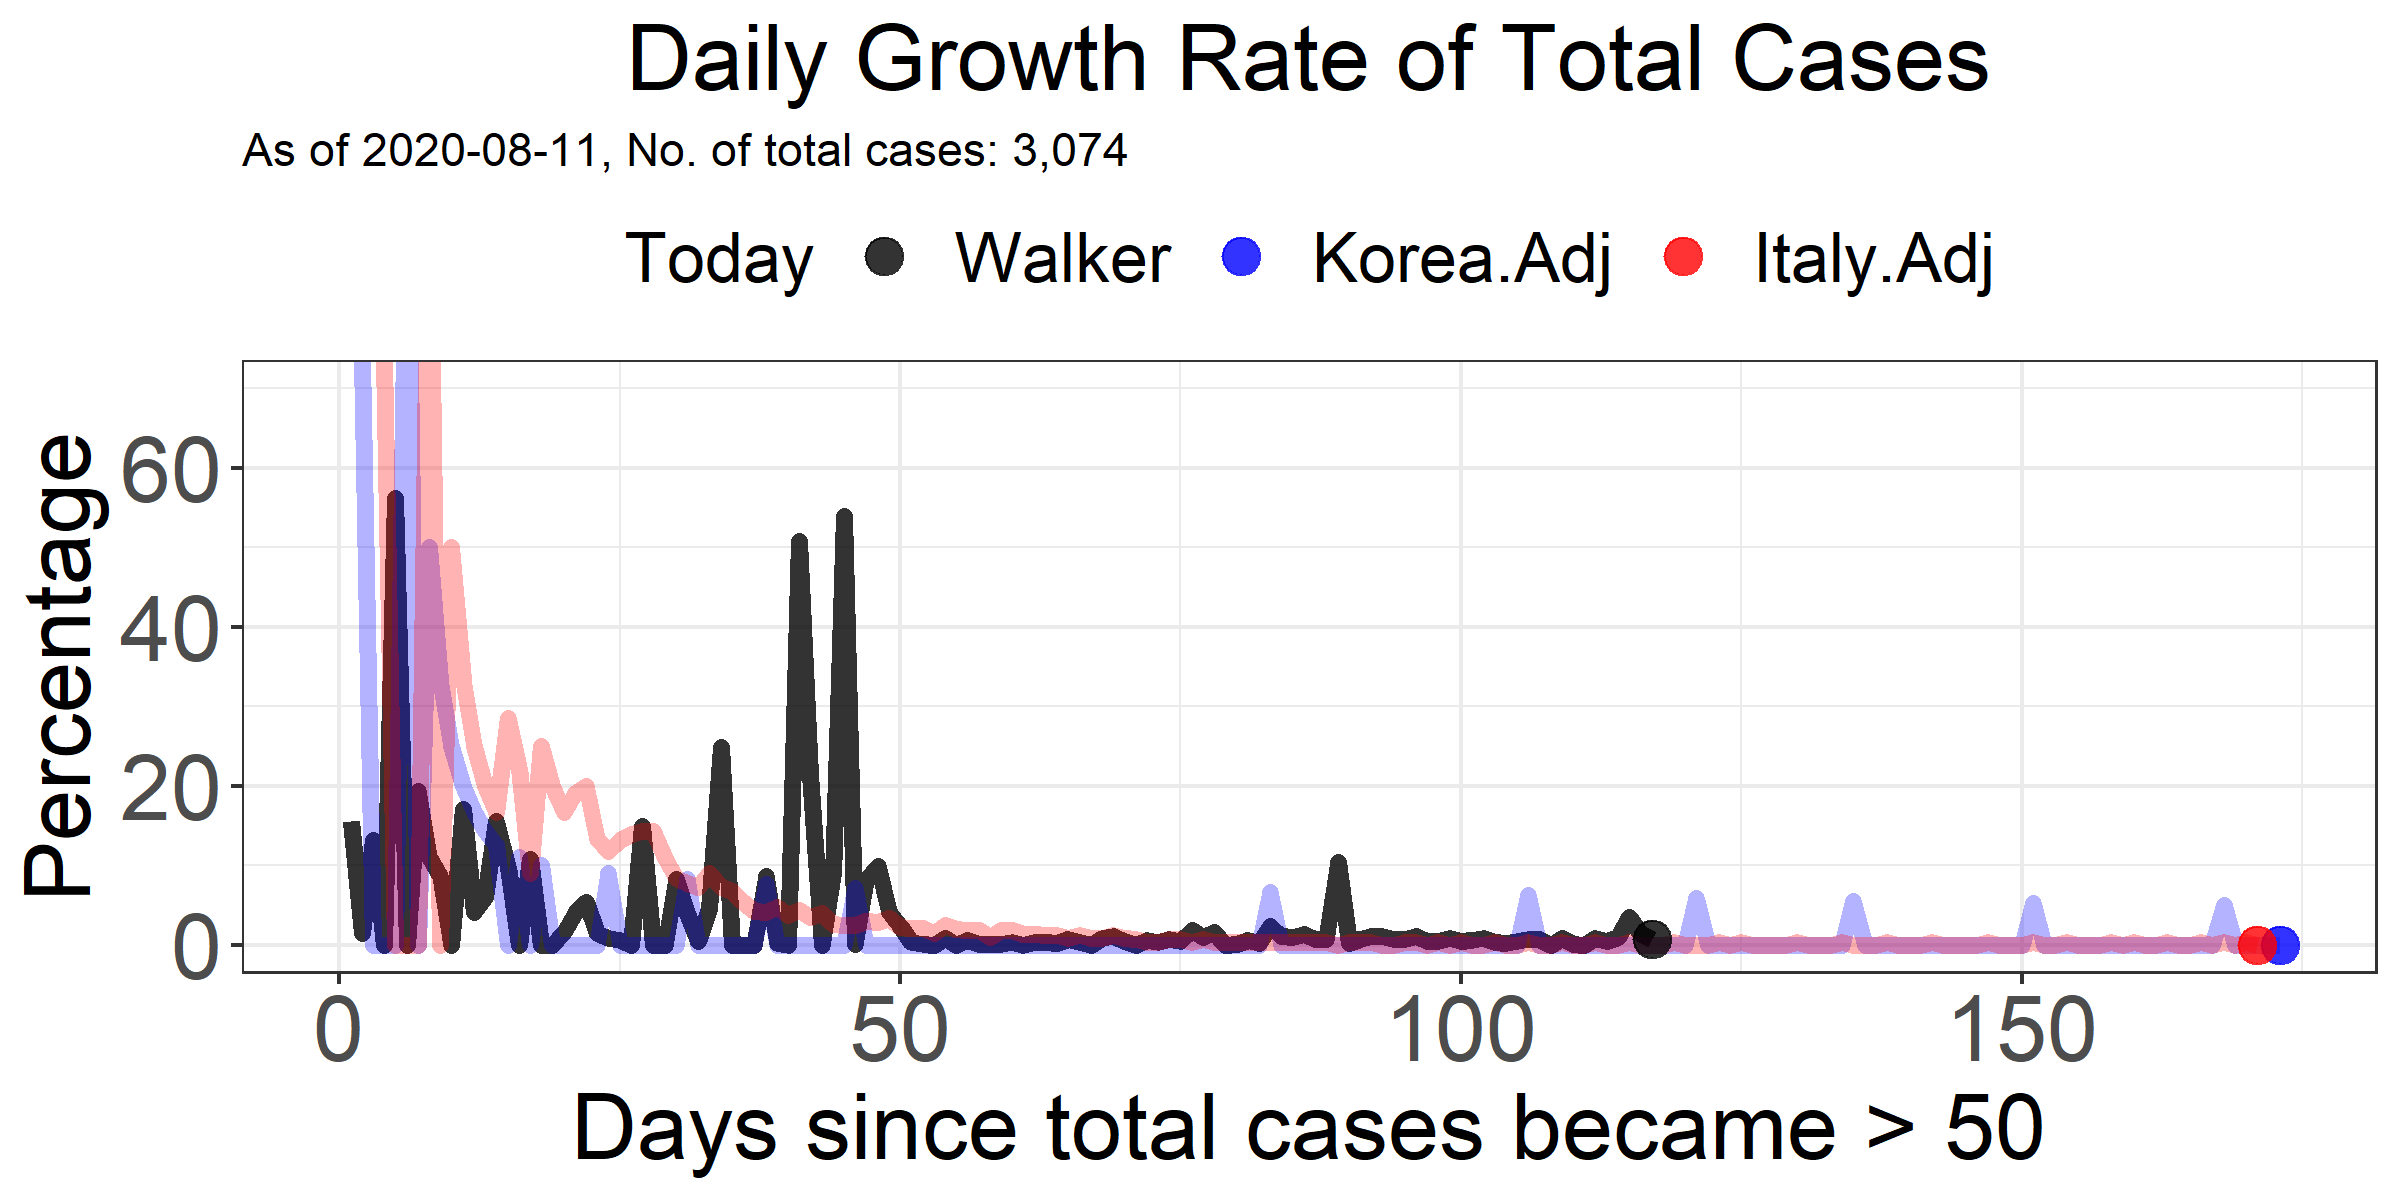 Daily Growth Rate of Total Cases
As of 2020-08-11, No. of total cases: 3,074
Today Walker Korea.Adj Italy.Adj
Percentage
60
40
20
0
0 50 100 150
Days since total cases became > 50